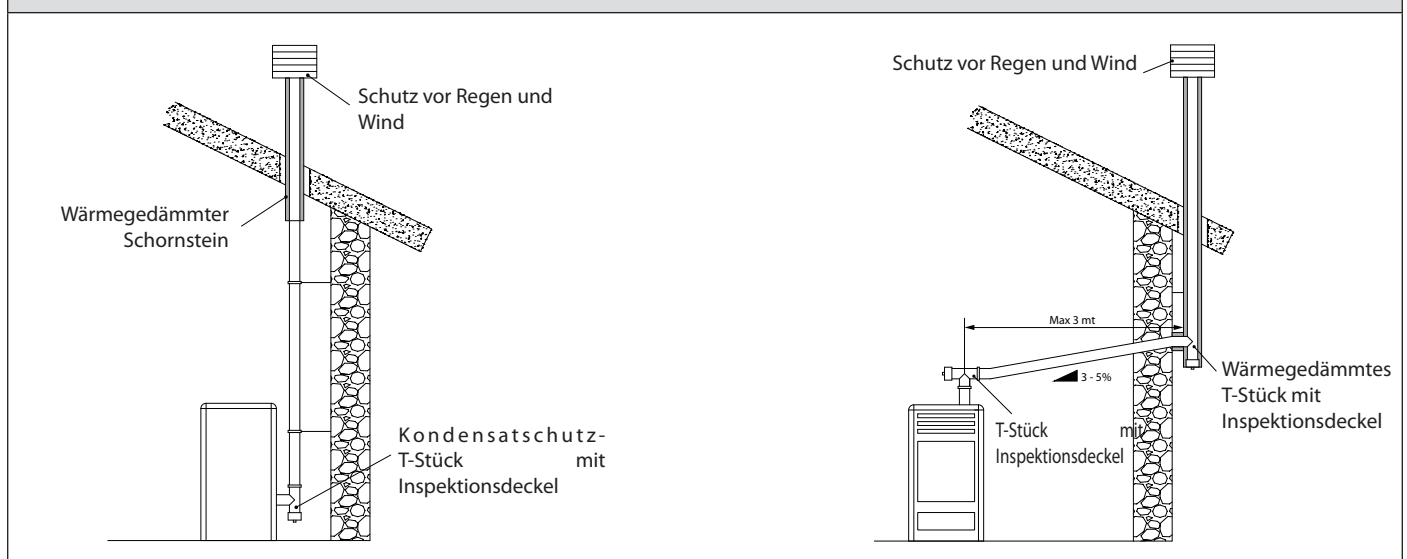 Schutz vor Regen und
Wind
Wärmegedämmter
Schornstein
Kondensatschutz-
T-Stück mit
Inspektionsdeckel
Schutz vor Regen und Wind
Max 3 mt
3 - 5%
T-Stück mit
Inspektionsdeckel
Wärmegedämmtes
T-Stück mit
Inspektionsdeckel